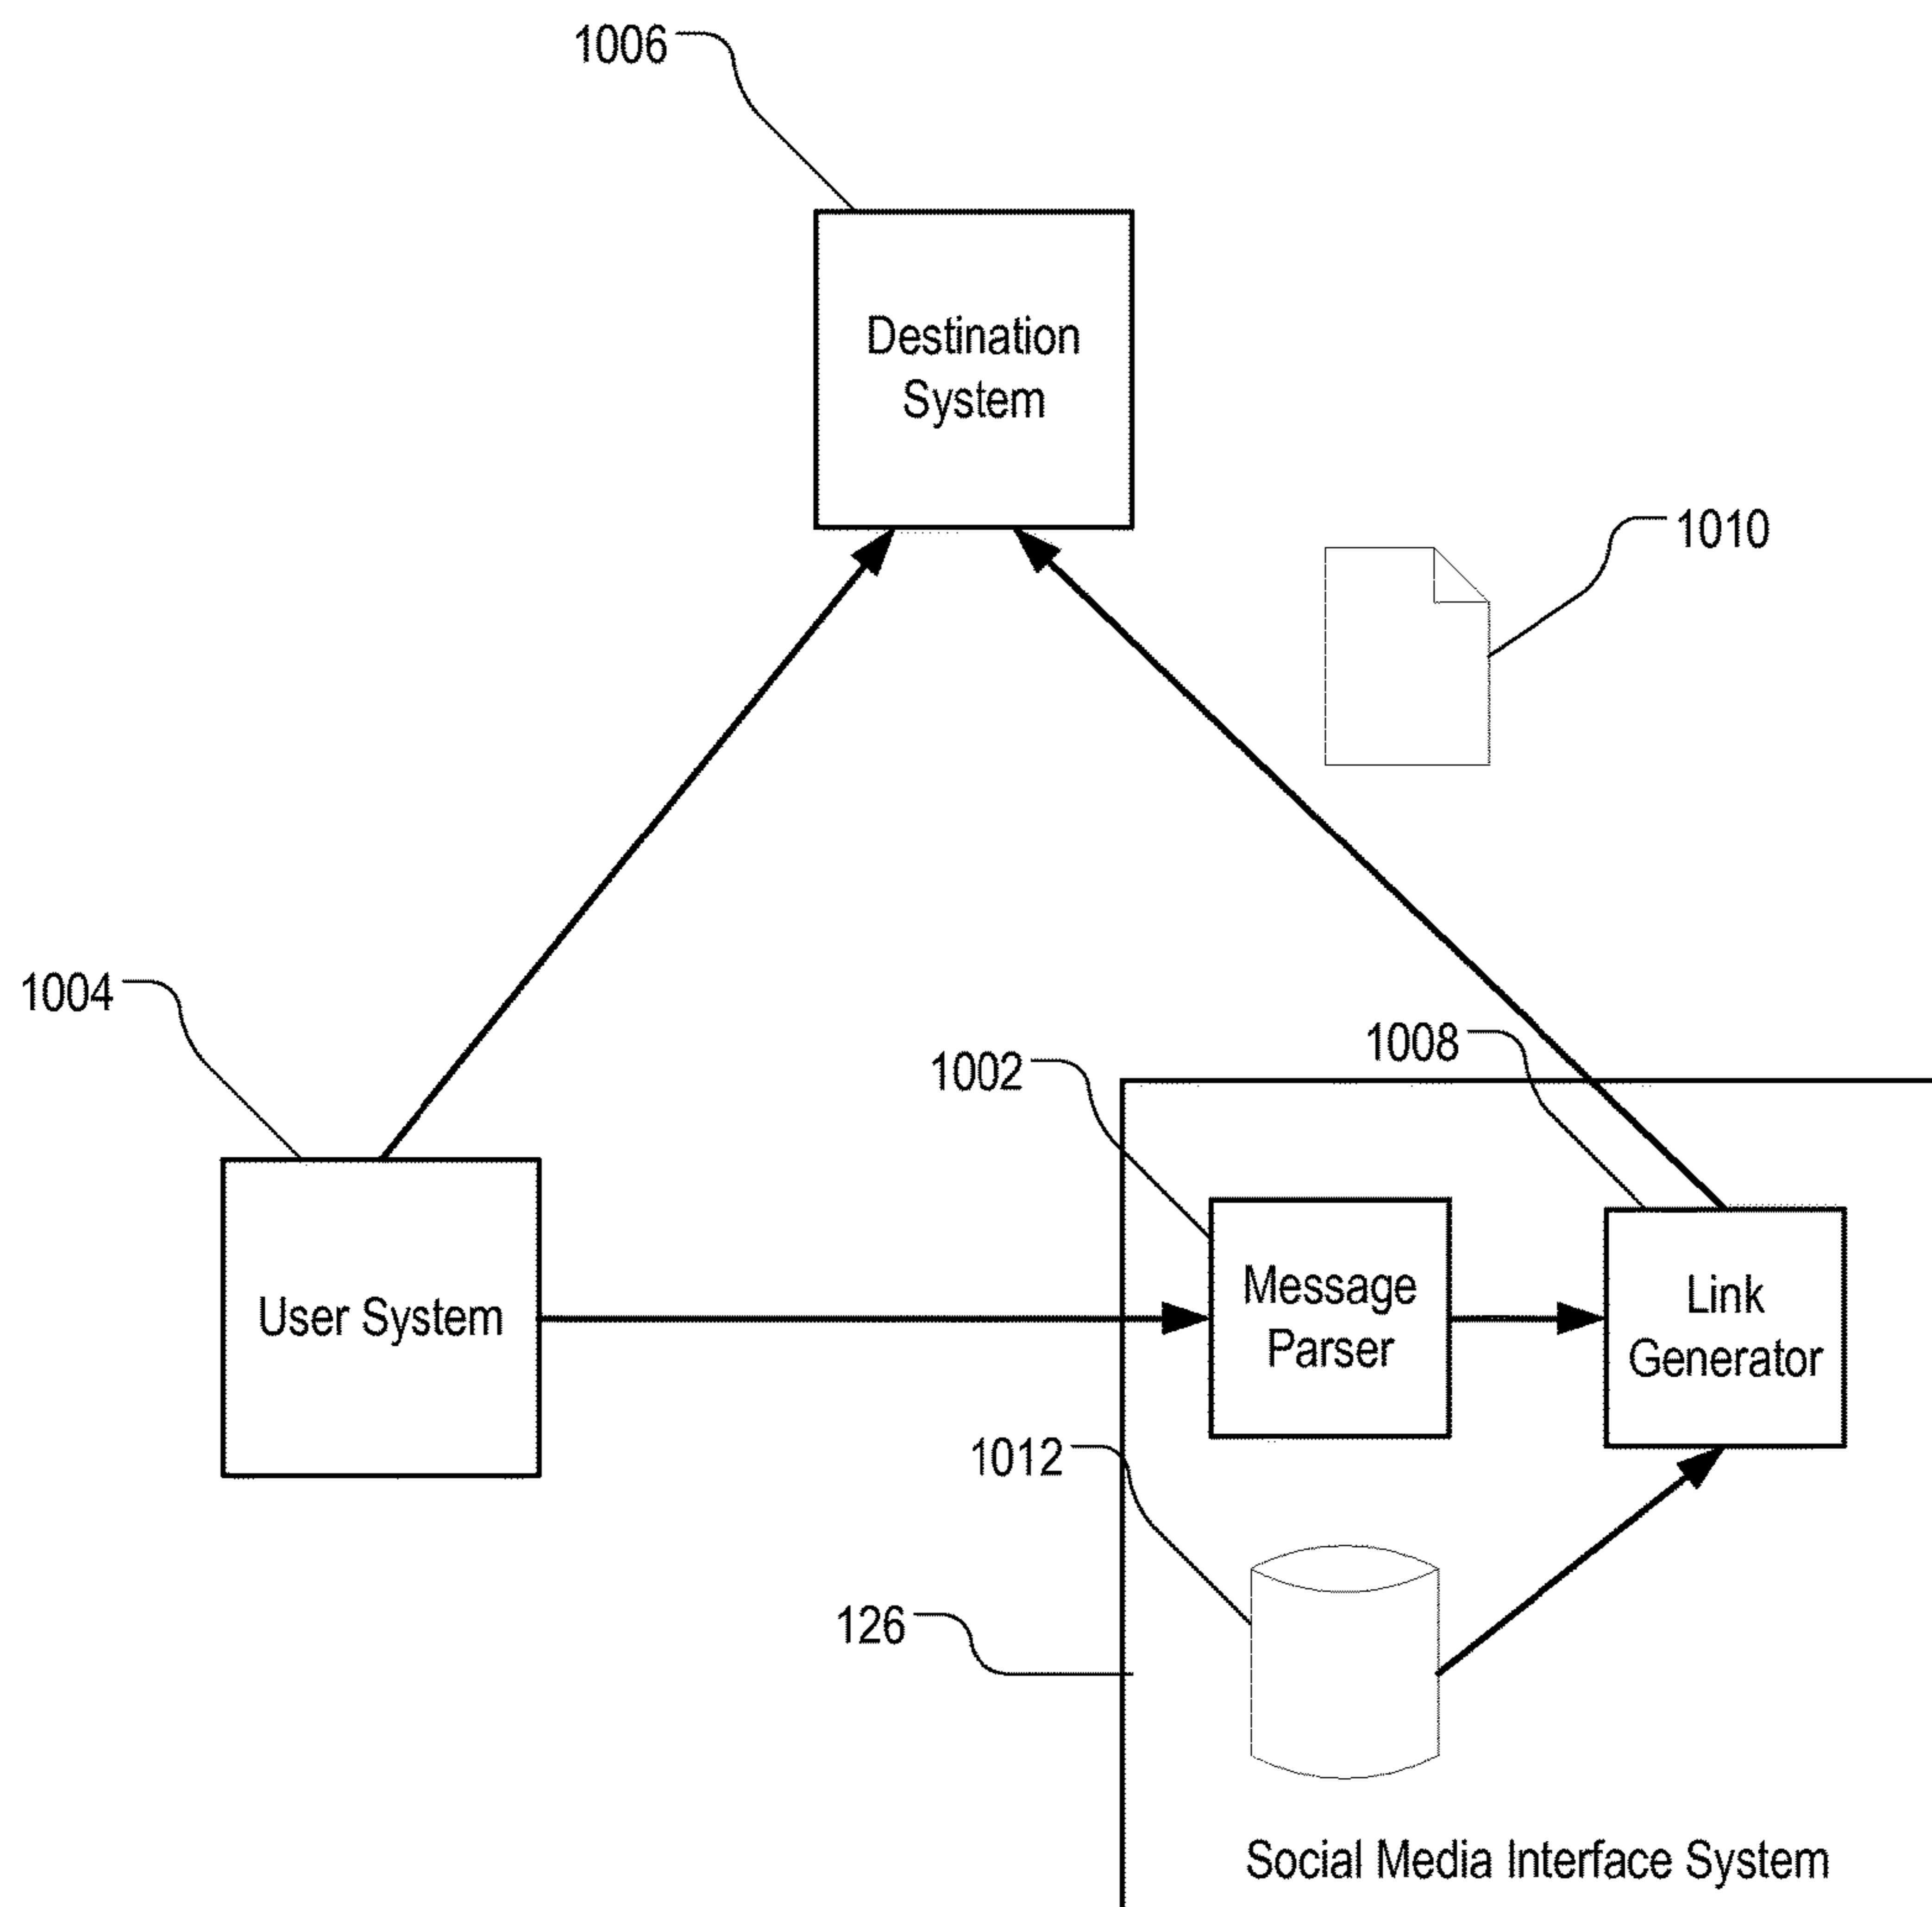 1006
Destination
System
1010
1004
1008
1002
User System
Message
Parser
Link
Generator
1012
126
Social Media Interface System